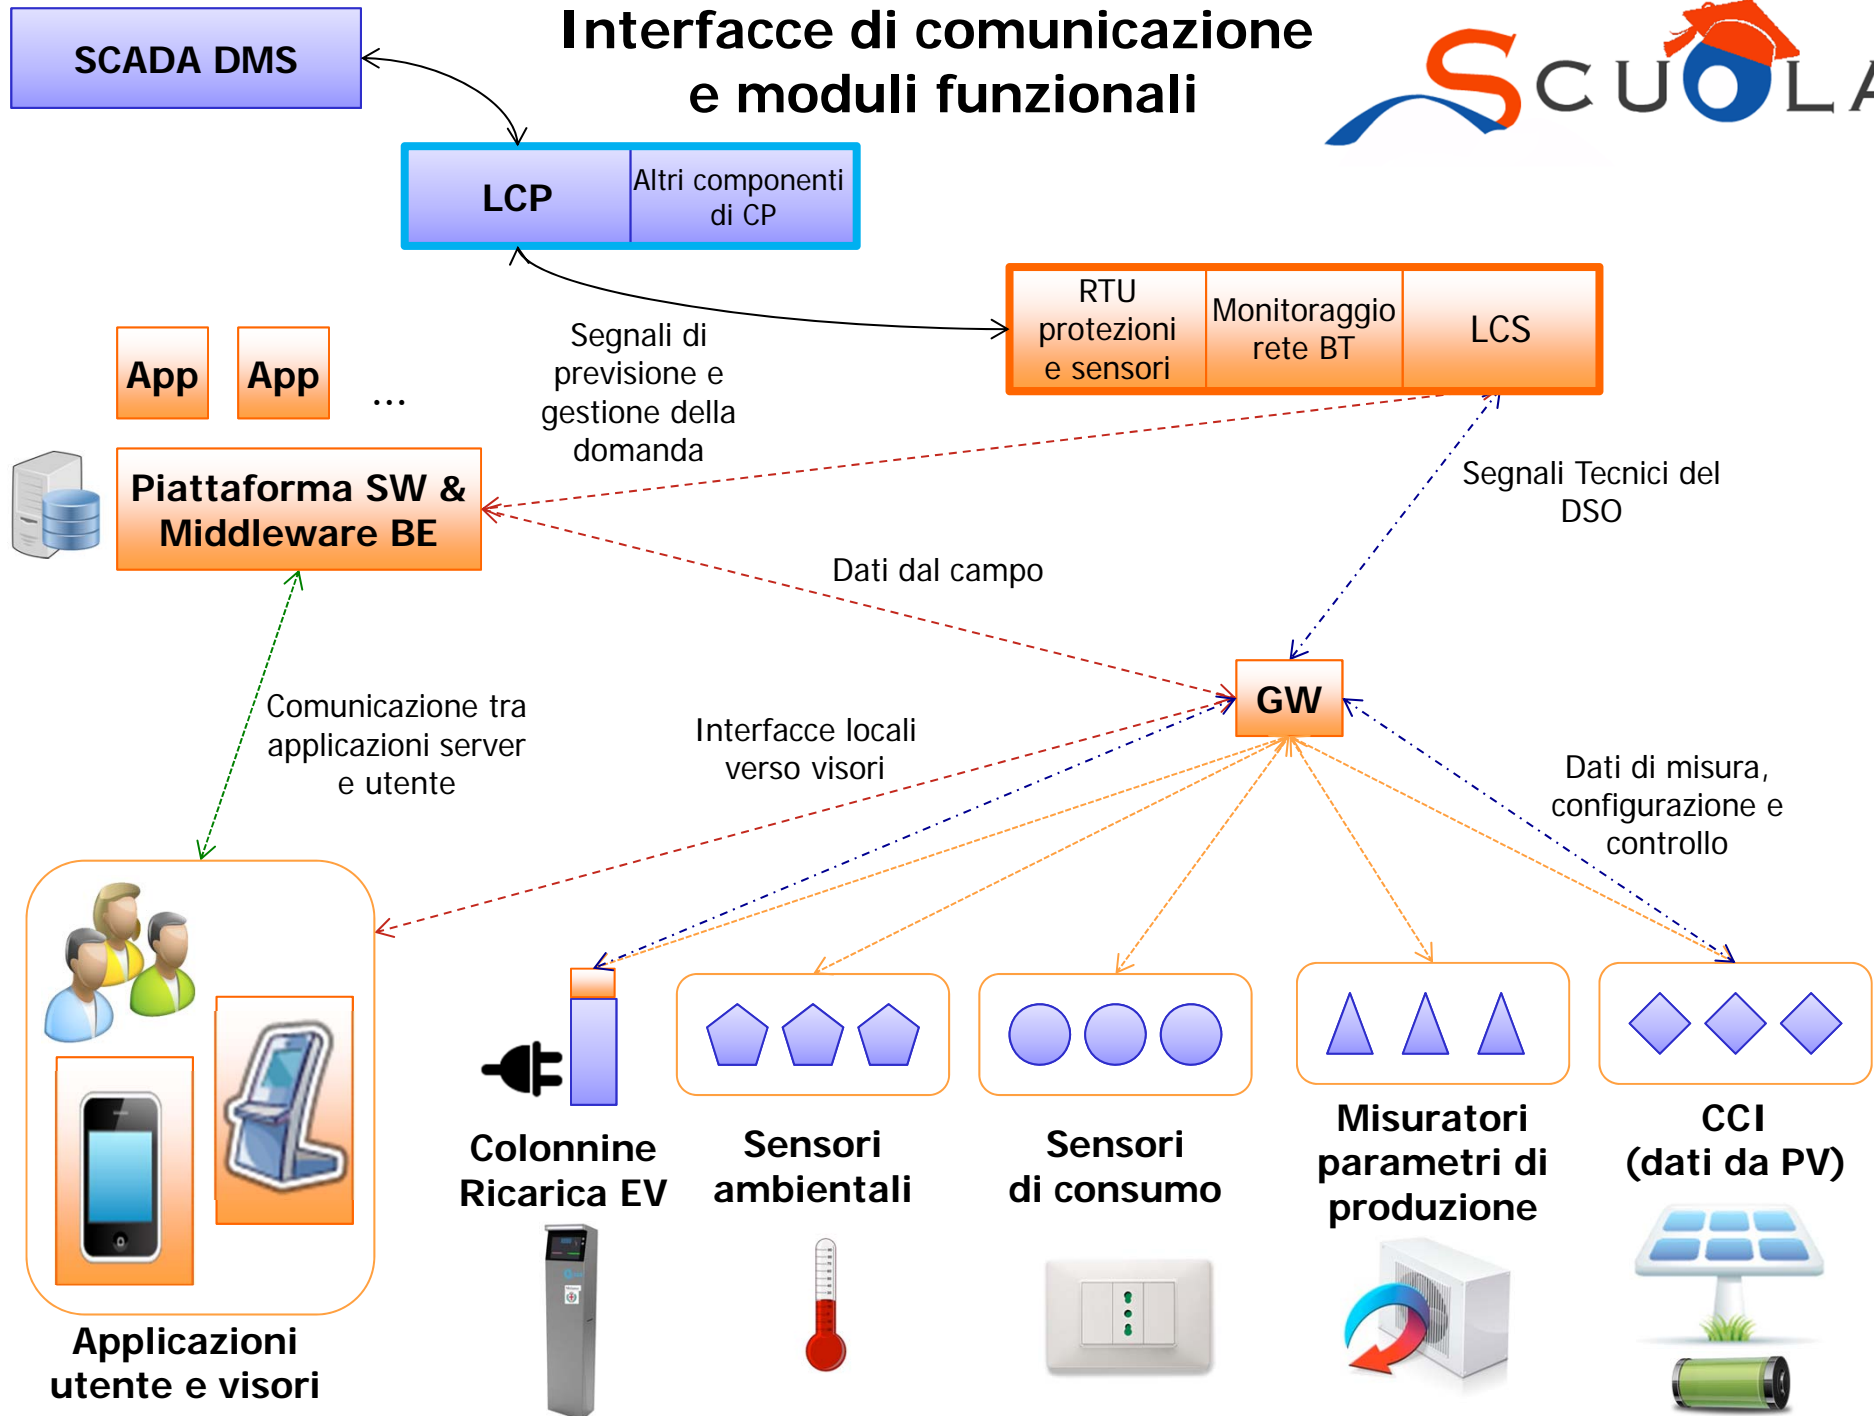 Interfacce di comunicazione
e moduli funzionali
SCUOLA
SCADA DMS
LCP
Altri componenti
di CP
RTU
protezioni
e sensori
Monitoraggio
rete BT
LCS
Segnali di
previsione e
gestione della
domanda
App
App
...
Piattaforma SW &
Middleware BE
Segnali Tecnici del
DSO
Dati dal campo
GW
Comunicazione tra
applicazioni server
e utente
Interfacce locali
verso visori
Dati di misura,
configurazione e
controllo
Colonnine
Ricarica EV
Sensori
ambientali
Sensori
di consumo
Misuratori
parametri di
produzione
CCI
(dati da PV)
Applicazioni
utente e visori